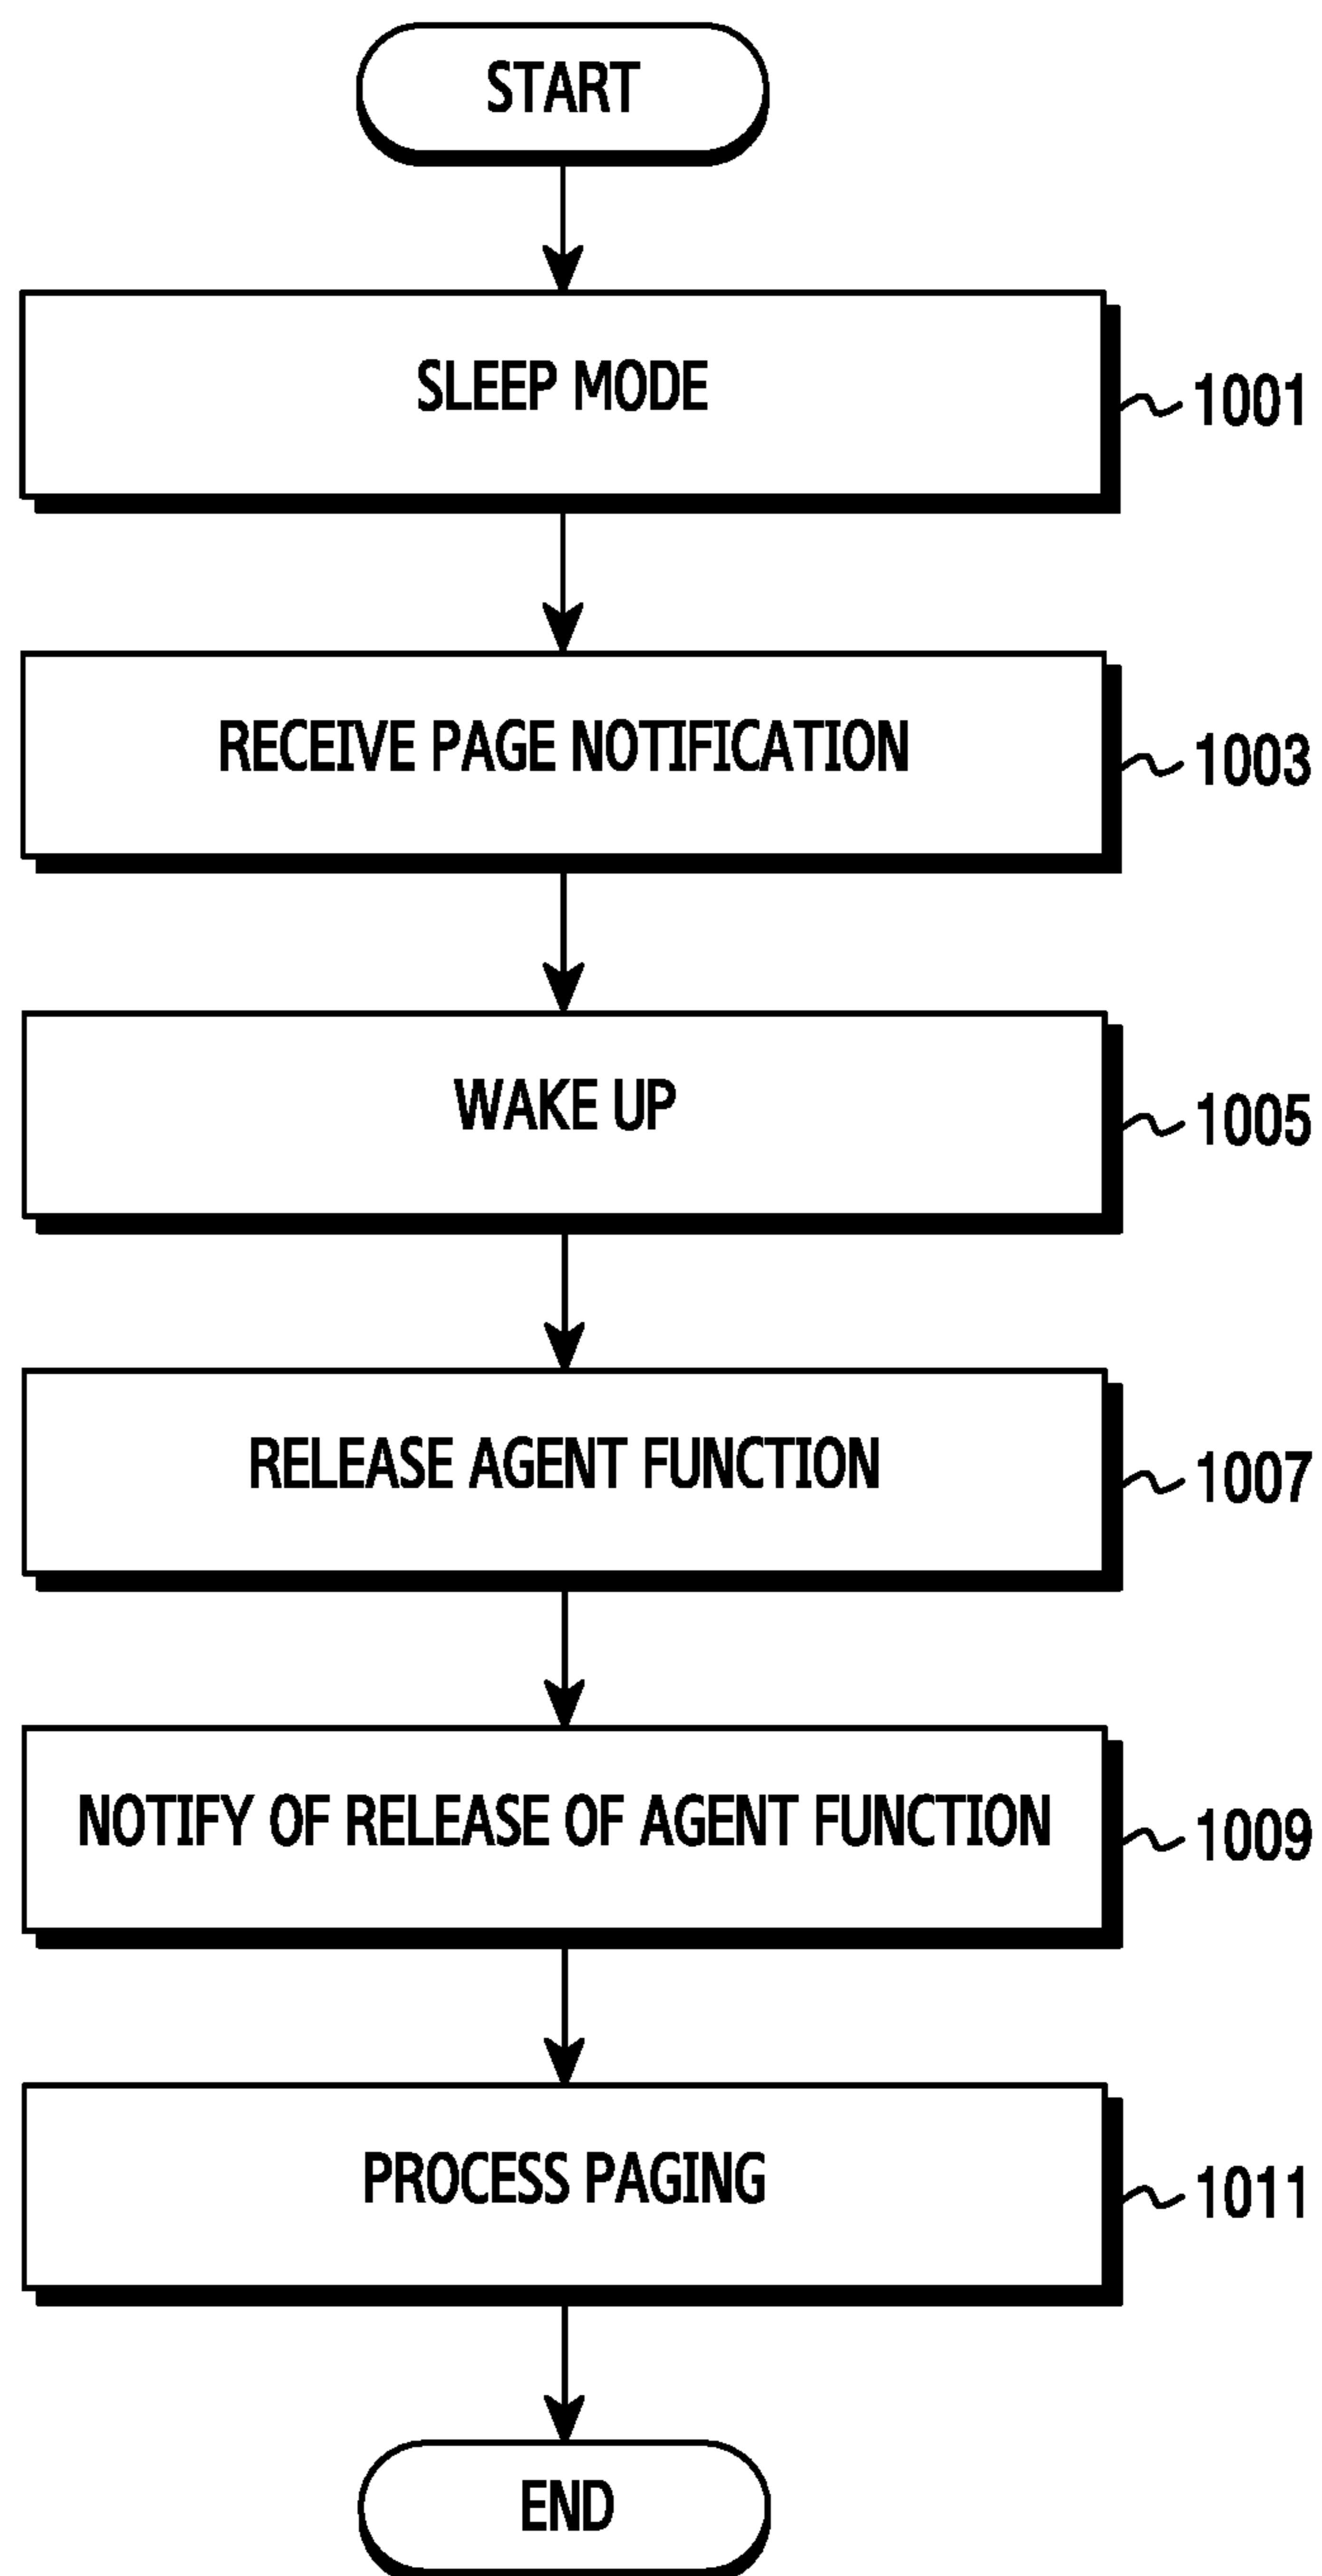 START
SLEEP MODE
1001
RECEIVE PAGE NOTIFICATION
1003
WAKE UP
1005
RELEASE AGENT FUNCTION
1007
NOTIFY OF RELEASE OF AGENT FUNCTION
1009
PROCESS PAGING
1011
END